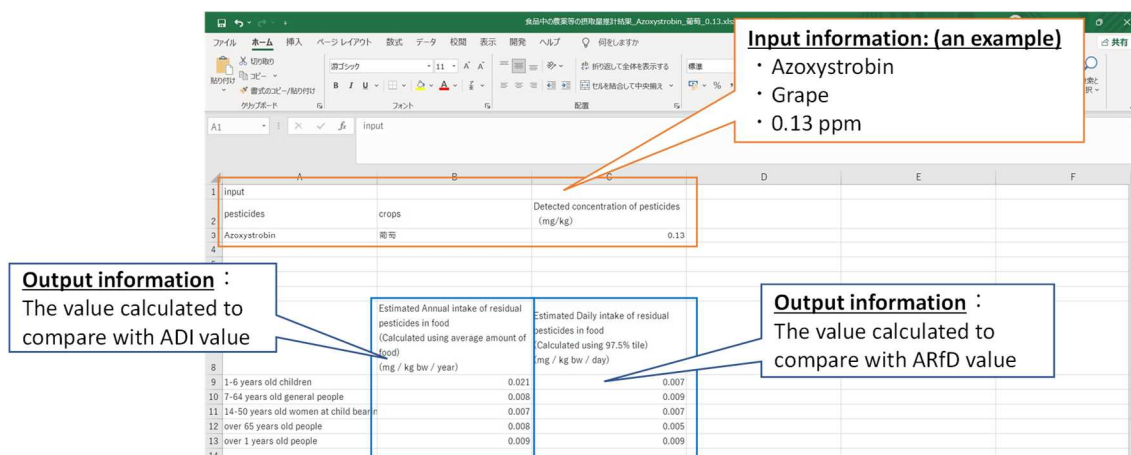 食品中の農薬等の摂取量推計結果_Azoxystrobin_葡萄_0.13.xls
ファイル ホーム 挿入 ページ レイアウト 数式 データ 校閲 表示 開発 ヘルプ 何をしますか
共有
切り取り
コピー
書式のコピー/貼り付け
貼り付け
クリップボード
游ゴシック 11
B I U
フォント
折り返して全体を表示する
セルを結合して中央揃え
配置
標準
%
Input information: (an example)
・Azoxystrobin
・Grape
・0.13 ppm
A1 fx input
A B C D E F
1 input
2 pesticides crops Detected concentration of pesticides
(mg/kg)
3 Azoxystrobin 葡萄 0.13
4
Output information：
The value calculated to
compare with ADI value
Estimated Annual intake of residual
pesticides in food
(Calculated using average amount of
food)
(mg / kg bw / year)
Estimated Daily intake of residual
pesticides in food
(Calculated using 97.5% tile)
(mg / kg bw / day)
Output information：
The value calculated to
compare with ARfD value
8
9 1-6 years old children 0.021 0.007
10 7-64 years old general people 0.008 0.009
11 14-50 years old women at child bearin 0.007 0.007
12 over 65 years old people 0.008 0.005
13 over 1 years old people 0.009 0.009
14